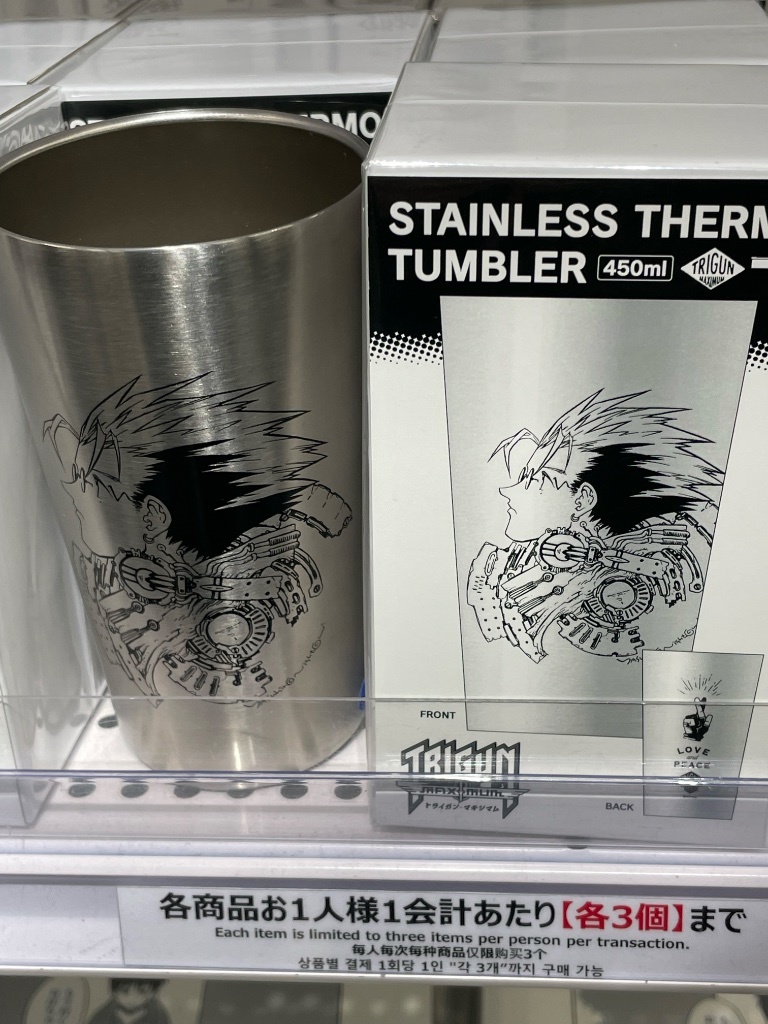 STAINLESS THERM
TUMBLER 450ml TRIGUN
MAXIMUM
FRONT
LOVE
and
PEACE
TRIGUN
MAXIMUM
トライガン・マキシマム
BACK
各商品お1人様1会計あたり【各3個】まで
Each item is limited to three items per person per transaction.
每人每次每种商品仅限购买3个
상품별 결제 1회당 1인 "각 3개"까지 구매 가능